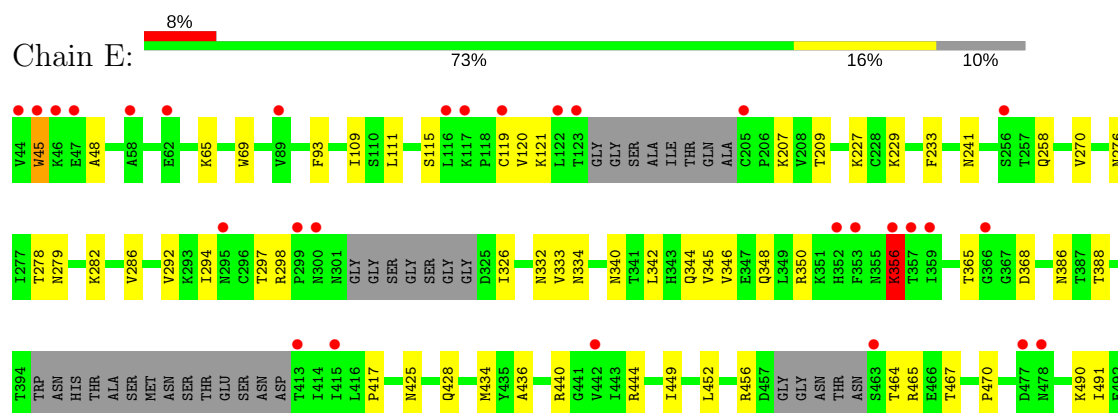 8%
Chain E:
73% 16% 10%
V44 W45 K46 E47 A48 A58 E62 K65 W69 V89 F93 I109 S110 L111 S115 L116 K117 P118 C119 V120 K121 L122 T123 GLY GLY SER ALA ILE THR GLN ALA C205 P206 K207 V208 T209 K227 C228 K229 F233 N241 S256 T257 Q258 V270 N276
I277 T278 N279 K282 V286 V292 K293 I294 N295 C296 T297 R298 P299 N300 N301 GLY GLY SER GLY SER GLY GLY D325 I326 N332 V333 N334 N340 T341 L342 H343 Q344 V345 V346 E347 Q348 L349 R350 K351 H352 F353 N355 K356 T357 I359 T365 G366 G367 D368 N386 T387 T388
T394 TRP ASN HIS THR ALA SER MET ASN SER THR GLU SER ASN ASP T413 I414 I415 L416 P417 N425 Q428 M434 Y435 A436 R440 G441 V442 I443 R444 I449 L452 R456 D457 GLY GLY ASN THR ASN S463 T464 R465 E466 T467 P470 D477 N478 K490 I491